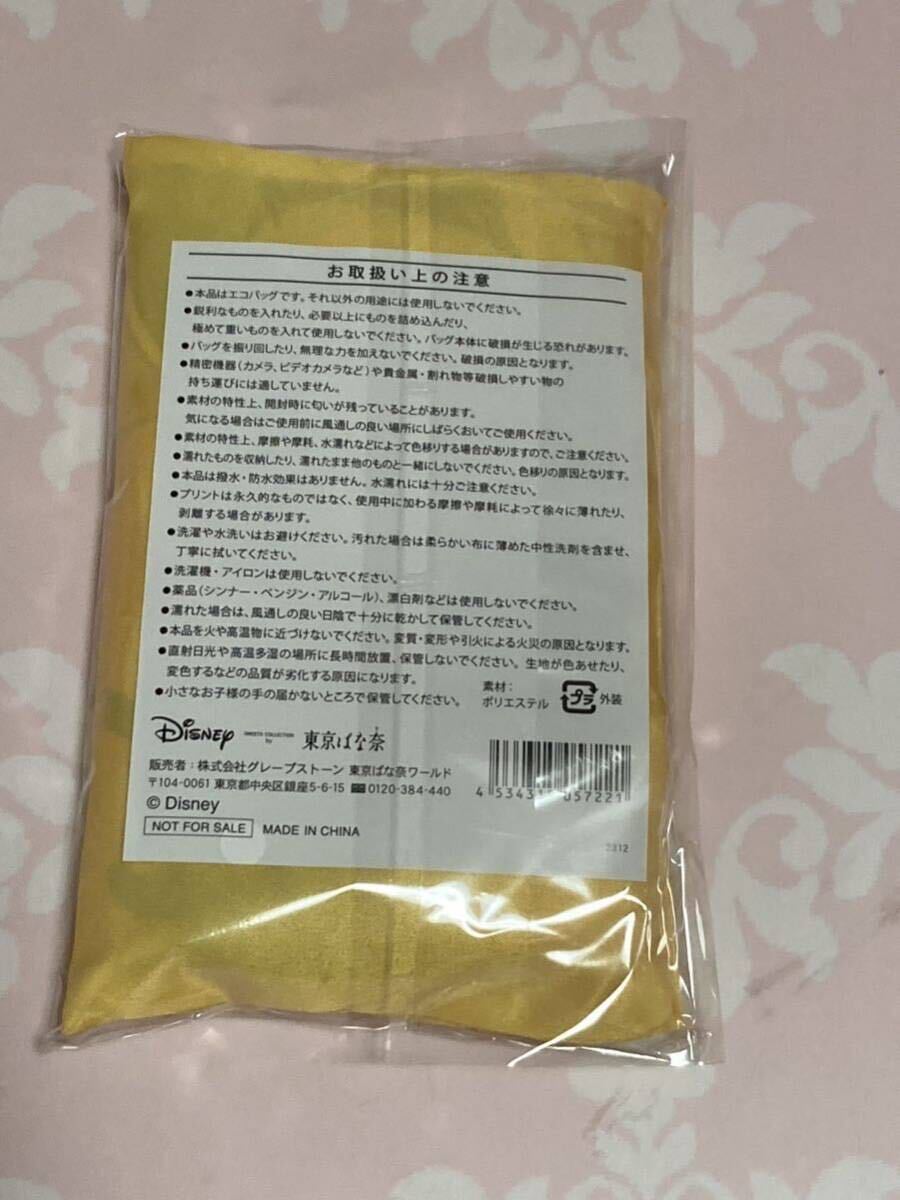 お取扱い上の注意
●本品はエコバッグです。それ以外の用途には使用しないでください。
●鋭利なものを入れたり、必要以上にものを詰め込んだり、
極めて重いものを入れて使用しないでください。バッグ本体に破損が生じる恐れがあります。
●バッグを振り回したり、無理な力を加えないでください。破損の原因となります。
●精密機器(カメラ、ビデオカメラなど)や貴金属・割れ物等破損しやすい物の
持ち運びには適していません。
●素材の特性上、開封時に匂いが残っていることがあります。
気になる場合はご使用前に風通しの良い場所にしばらくおいてご使用ください。
●素材の特性上、摩擦や摩耗、水濡れなどによって色移りする場合がありますので、ご注意ください。
●濡れたものを収納したり、濡れたまま他のものと一緒にしないでください。色移りの原因となります。
●本品は撥水・防水効果はありません。水濡れには十分ご注意ください。
●プリントは永久的なものではなく、使用中に加わる摩擦や摩耗によって徐々に薄れたり、
剥離する場合があります。
●洗濯や水洗いはお避けください。汚れた場合は柔らかい布に薄めた中性洗剤を含ませ、
丁寧に拭いてください。
●洗濯機・アイロンは使用しないでください。
●薬品(シンナー・ベンジン・アルコール)、漂白剤などは使用しないでください。
●濡れた場合は、風通しの良い日陰で十分に乾かして保管してください。
●本品を火や高温物に近づけないでください。変質・変形や引火による火災の原因となります。
●直射日光や高温多湿の場所に長時間放置、保管しないでください。生地が色あせたり、
変色するなどの品質が劣化する原因になります。
●小さなお子様の手の届かないところで保管してください。
素材:
ポリエステル
プラ 外装
Disney SWEETS COLLECTION by 東京ばな奈
販売者:株式会社グレープストーン 東京ばな奈ワールド
〒104-0061 東京都中央区銀座5-6-15 0120-384-440
© Disney
NOT FOR SALE MADE IN CHINA
2312